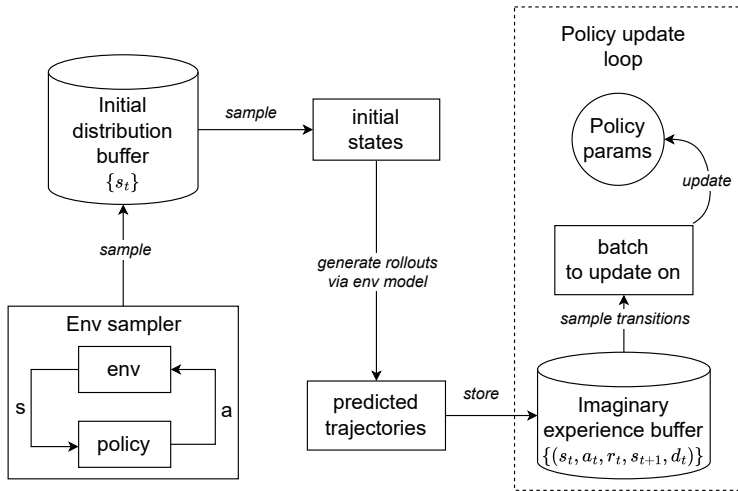 Policy update
loop
Initial
distribution
buffer
{s_t}
sample
initial
states
Policy
params
update
sample
generate rollouts
via env model
batch
to update on
sample transitions
Env sampler
env
s
a
policy
predicted
trajectories
store
Imaginary
experience buffer
{(s_t, a_t, r_t, s_{t+1}, d_t)}